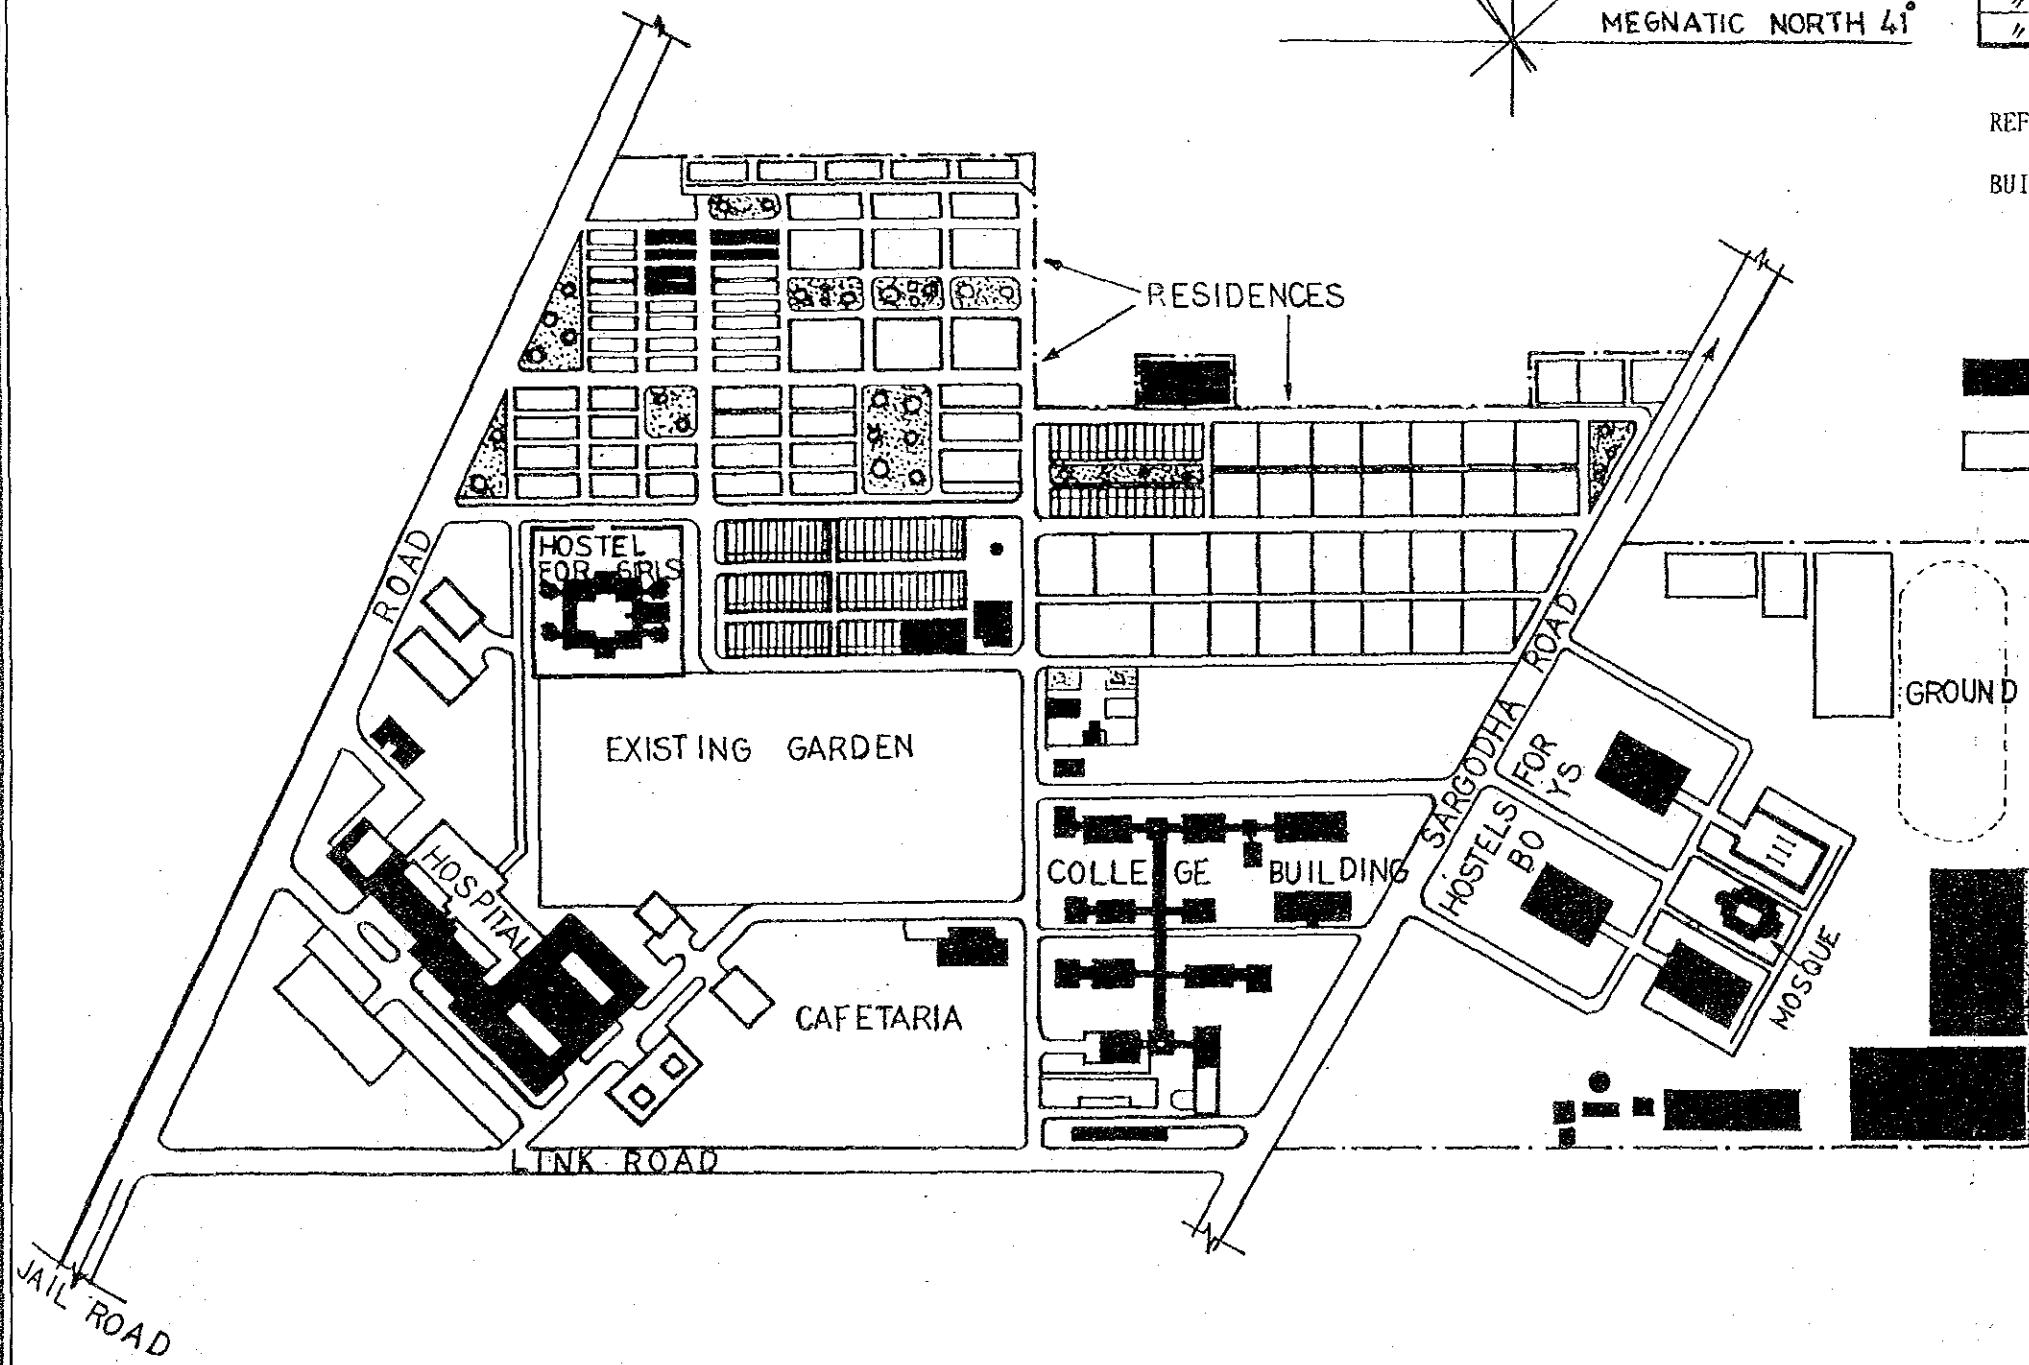 MEGNATIC NORTH 41°
REF
BUI
RESIDENCES
ROAD
HOSTEL
FOR GIRLS
SARGODHA ROAD
GROUND
EXISTING GARDEN
HOSTELS FOR
BOYS
HOSPITAL
COLLEGE BUILDING
MOSQUE
CAFETARIA
LINK ROAD
JAIL ROAD